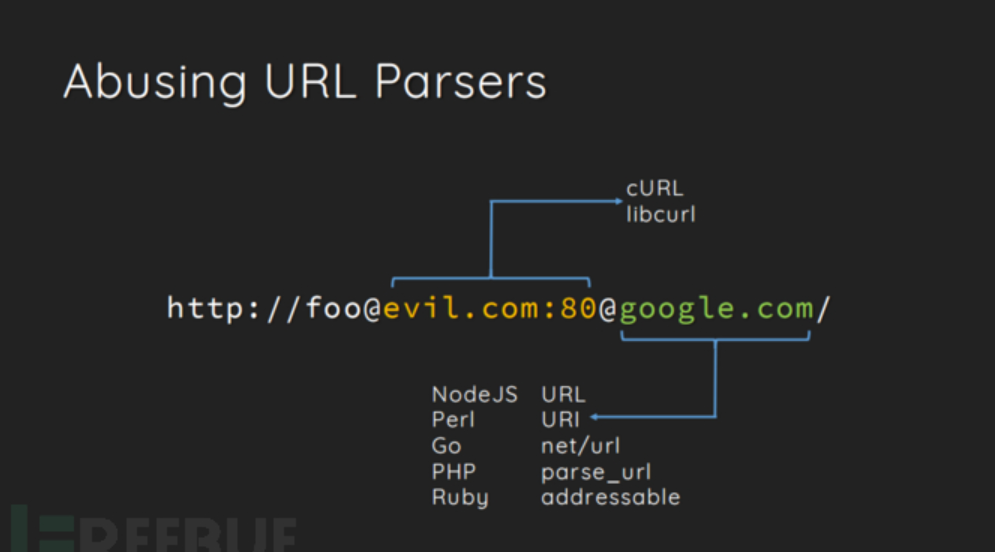 Abusing URL Parsers
cURL
libcurl
http://foo@evil.com:80@google.com/
NodeJS URL
Perl URI
Go net/url
PHP parse_url
Ruby addressable
FREEBUF